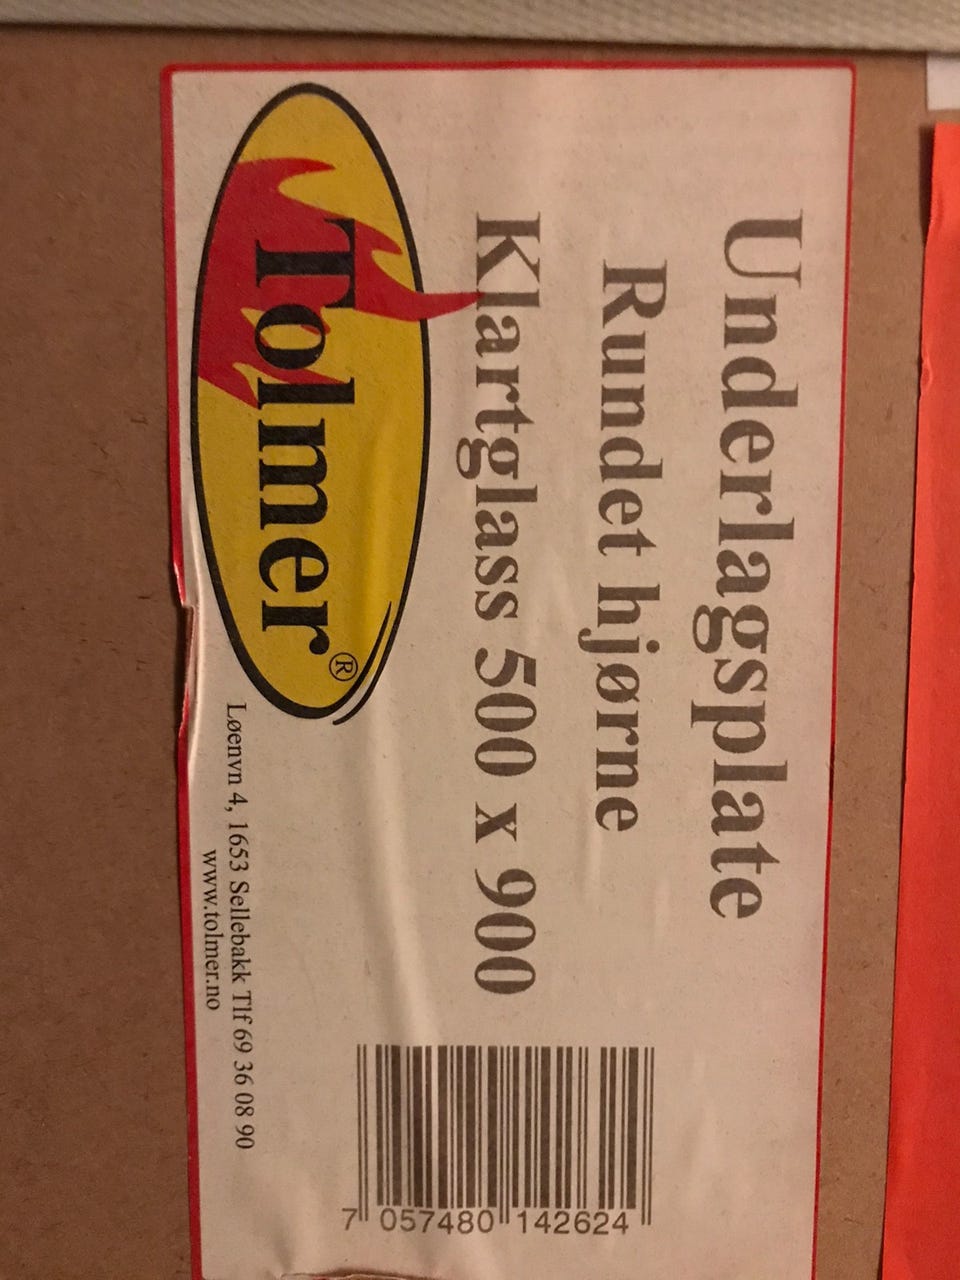 Underlagsplate
Rundet hjørne
Klartglass 500 x 900
Tolmer®
Løenvn 4, 1653 Sellebakk Tlf 69 36 08 90
www.tolmer.no
7 057480 142624